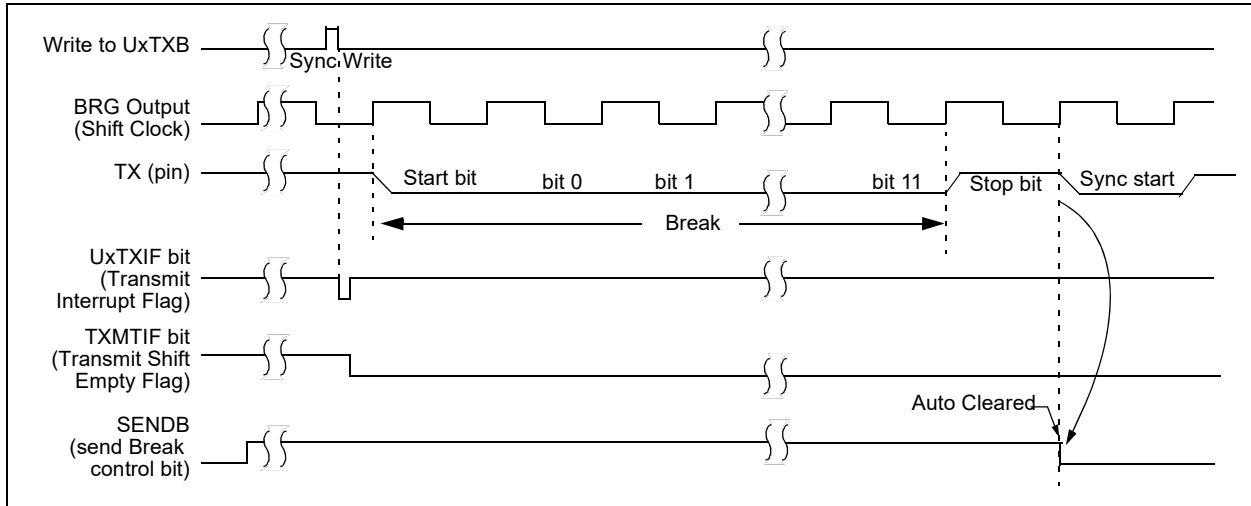 Write to UxTXB
Sync Write
BRG Output
(Shift Clock)
TX (pin)
Start bit
bit 0
bit 1
bit 11
Stop bit
Sync start
Break
UxTXIF bit
(Transmit
Interrupt Flag)
TXMTIF bit
(Transmit Shift
Empty Flag)
Auto Cleared
SENDB
(send Break
control bit)